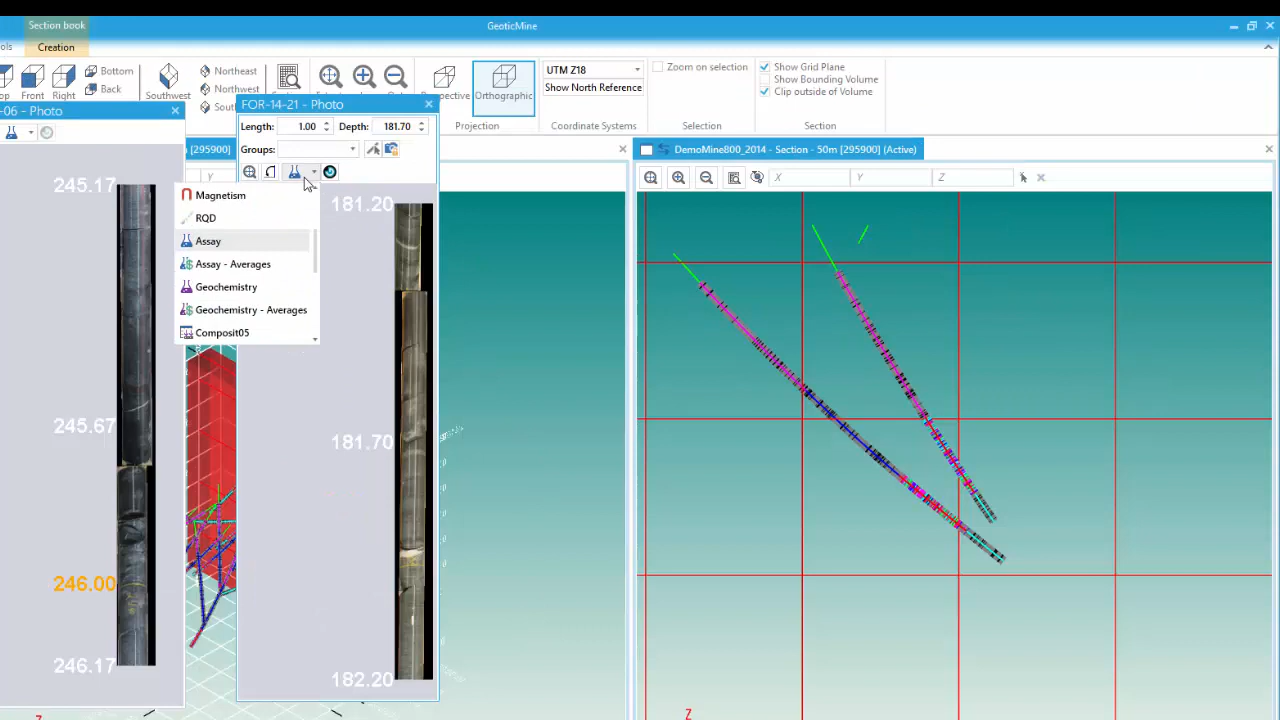 Section book
GeoticMine
ols
Creation
Bottom
Back
Right
Front
Southwest
Northeast
Northwest
South
Orthographic
UTM Z18
Show North Reference
Zoom on selection
Show Grid Plane
Show Bounding Volume
Clip outside of Volume
Projection
Coordinate Systems
Selection
Section
-06 - Photo
FOR-14-21 - Photo
Length: 1.00 Depth: 181.70
Groups:
[295900]
DemoMine800_2014 - Section - 50m [295900] (Active)
Y
X Y Z
245.17
Magnetism
RQD
Assay
Assay - Averages
Geochemistry
Geochemistry - Averages
Composit05
181.20
245.67
181.70
246.00
246.17
182.20
Z
Z